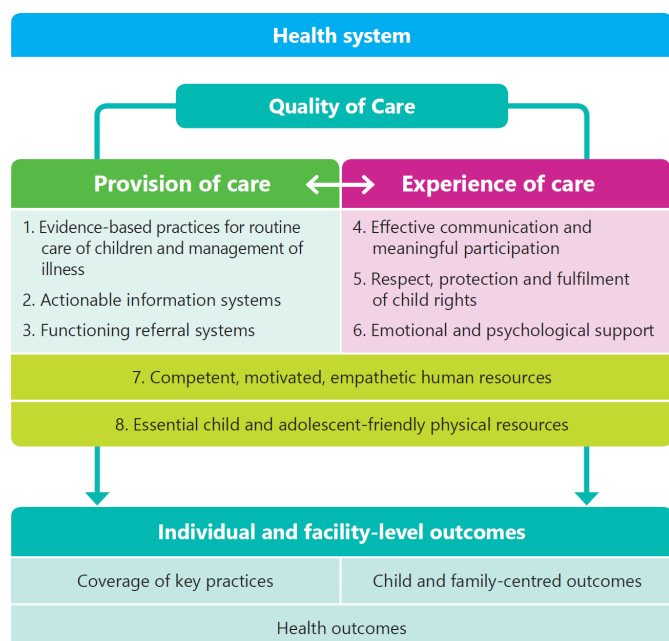 Health system
Quality of Care
Provision of care
Experience of care
1. Evidence-based practices for routine
care of children and management of
illness
2. Actionable information systems
3. Functioning referral systems
4. Effective communication and
meaningful participation
5. Respect, protection and fulfilment
of child rights
6. Emotional and psychological support
7. Competent, motivated, empathetic human resources
8. Essential child and adolescent-friendly physical resources
Individual and facility-level outcomes
Coverage of key practices
Child and family-centred outcomes
Health outcomes